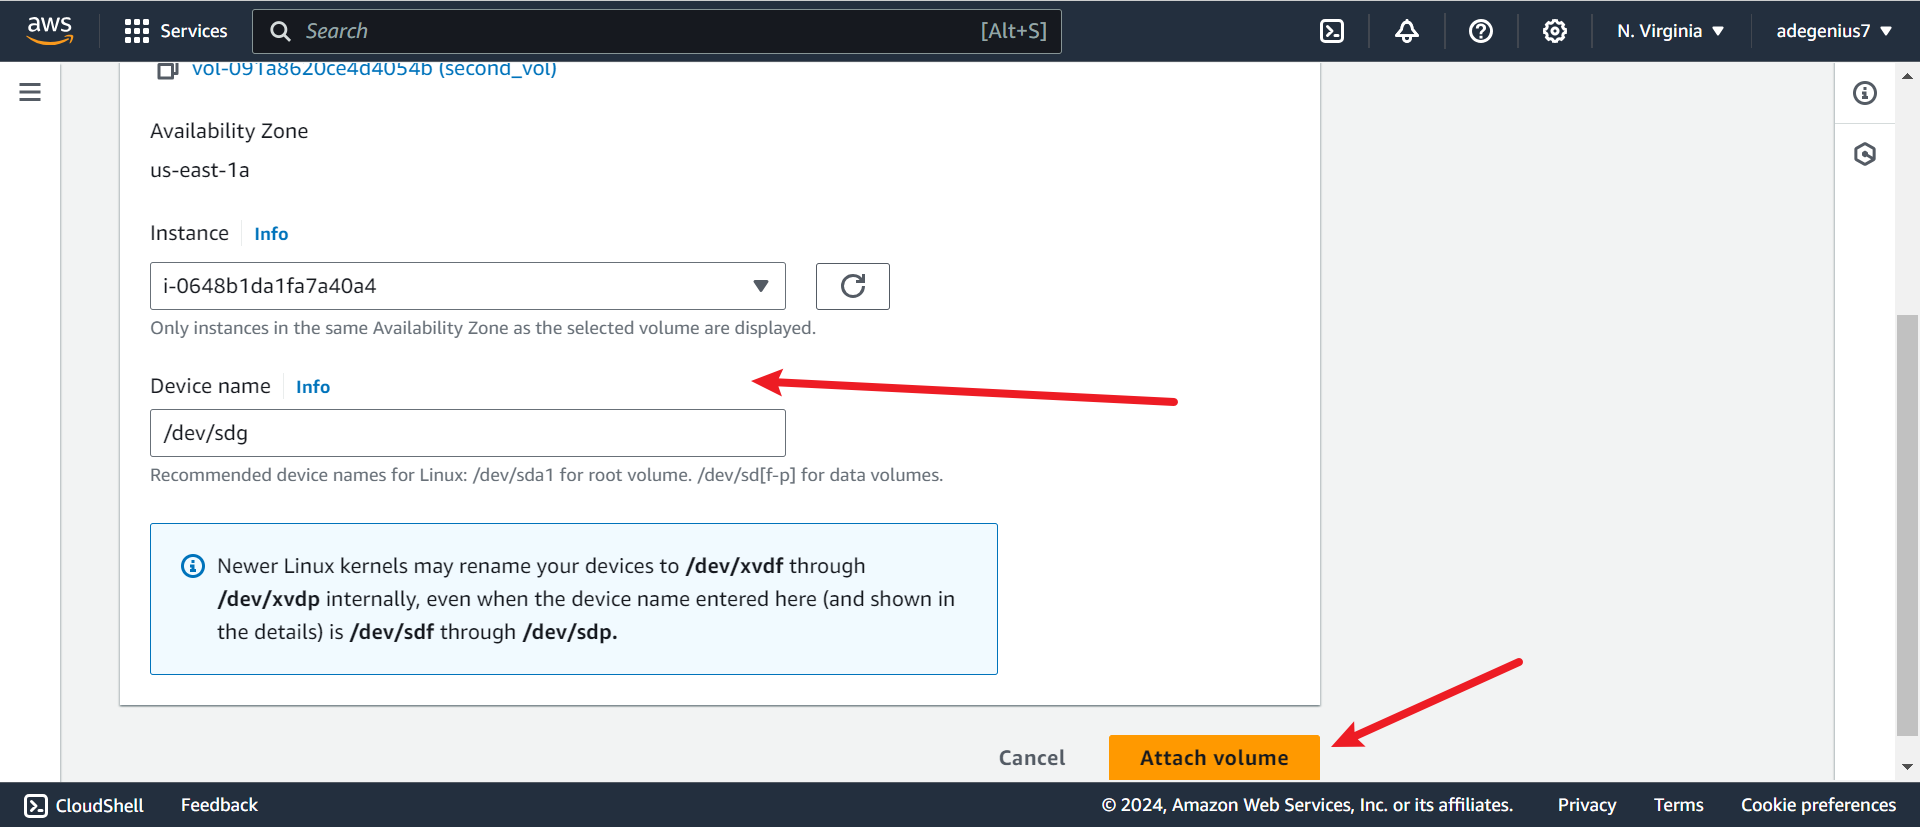 aws
Services
Search
[Alt+S]
N. Virginia
adegenius7
vol-091a8620ce4d4054b (second_vol)
Availability Zone
us-east-1a
Instance
Info
i-0648b1da1fa7a40a4
Only instances in the same Availability Zone as the selected volume are displayed.
Device name
Info
/dev/sdg
Recommended device names for Linux: /dev/sda1 for root volume. /dev/sd[f-p] for data volumes.
Newer Linux kernels may rename your devices to /dev/xvdf through
/dev/xvdp internally, even when the device name entered here (and shown in
the details) is /dev/sdf through /dev/sdp.
Cancel
Attach volume
CloudShell
Feedback
© 2024, Amazon Web Services, Inc. or its affiliates.
Privacy
Terms
Cookie preferences